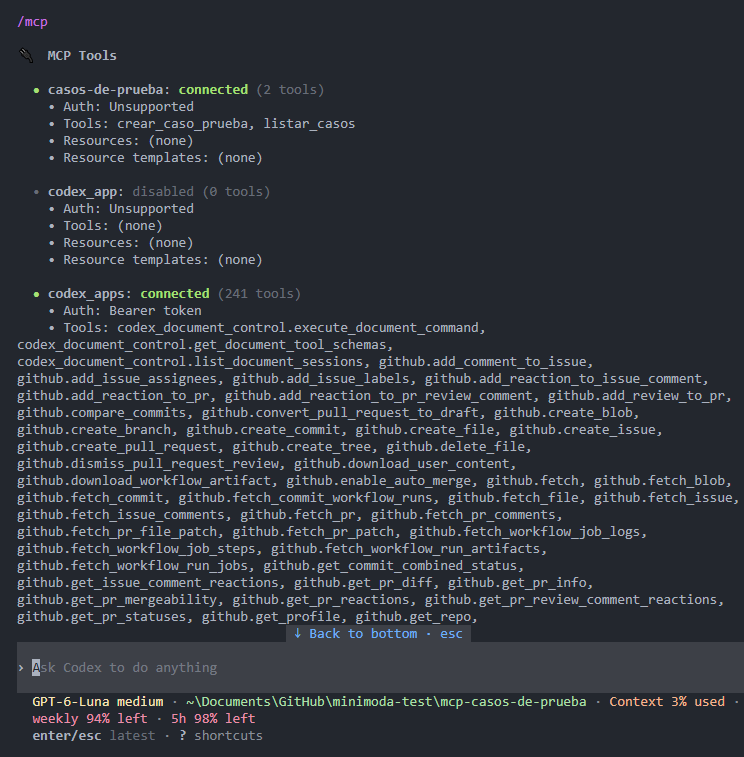 /mcp
🔌 MCP Tools
• casos-de-prueba: connected (2 tools)
• Auth: Unsupported
• Tools: crear_caso_prueba, listar_casos
• Resources: (none)
• Resource templates: (none)
• codex_app: disabled (0 tools)
• Auth: Unsupported
• Tools: (none)
• Resources: (none)
• Resource templates: (none)
• codex_apps: connected (241 tools)
• Auth: Bearer token
• Tools: codex_document_control.execute_document_command,
codex_document_control.get_document_tool_schemas,
codex_document_control.list_document_sessions, github.add_comment_to_issue,
github.add_issue_assignees, github.add_issue_labels, github.add_reaction_to_issue_comment,
github.add_reaction_to_pr, github.add_reaction_to_pr_review_comment, github.add_review_to_pr,
github.compare_commits, github.convert_pull_request_to_draft, github.create_blob,
github.create_branch, github.create_commit, github.create_file, github.create_issue,
github.create_pull_request, github.create_tree, github.delete_file,
github.dismiss_pull_request_review, github.download_user_content,
github.download_workflow_artifact, github.enable_auto_merge, github.fetch, github.fetch_blob,
github.fetch_commit, github.fetch_commit_workflow_runs, github.fetch_file, github.fetch_issue,
github.fetch_issue_comments, github.fetch_pr, github.fetch_pr_comments,
github.fetch_pr_file_patch, github.fetch_pr_patch, github.fetch_workflow_job_logs,
github.fetch_workflow_job_steps, github.fetch_workflow_run_artifacts,
github.fetch_workflow_run_jobs, github.get_commit_combined_status,
github.get_issue_comment_reactions, github.get_pr_diff, github.get_pr_info,
github.get_pr_mergeability, github.get_pr_reactions, github.get_pr_review_comment_reactions,
github.get_pr_statuses, github.get_profile, github.get_repo,
↓ Back to bottom · esc
› Ask Codex to do anything
GPT-6-Luna medium · ~\Documents\GitHub\minimoda-test\mcp-casos-de-prueba · Context 3% used ·
weekly 94% left · 5h 98% left
enter/esc latest · ? shortcuts